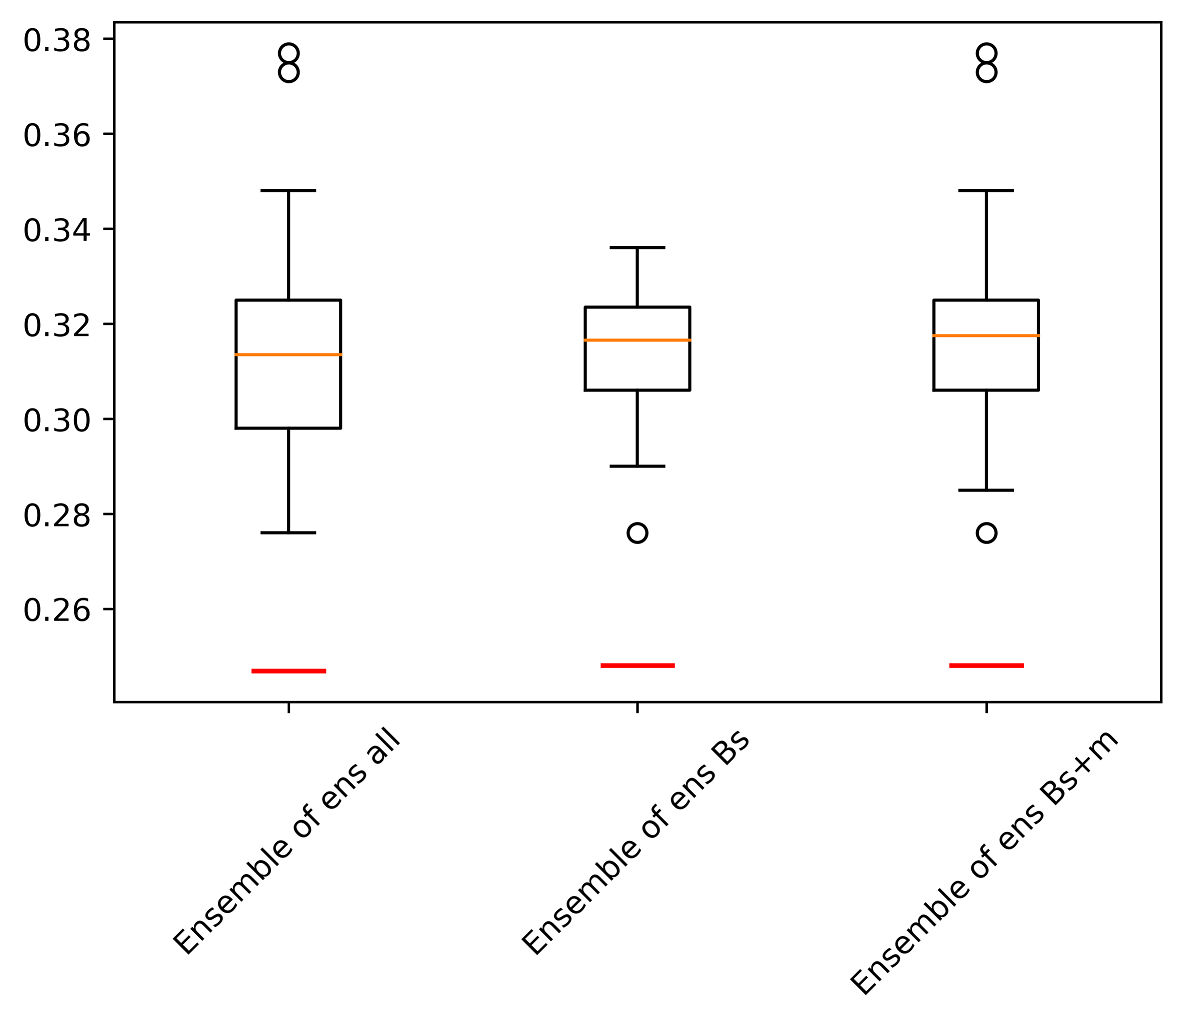 0.38
0.36
0.34
0.32
0.30
0.28
0.26
Ensemble of ens all
Ensemble of ens Bs
Ensemble of ens Bs+m